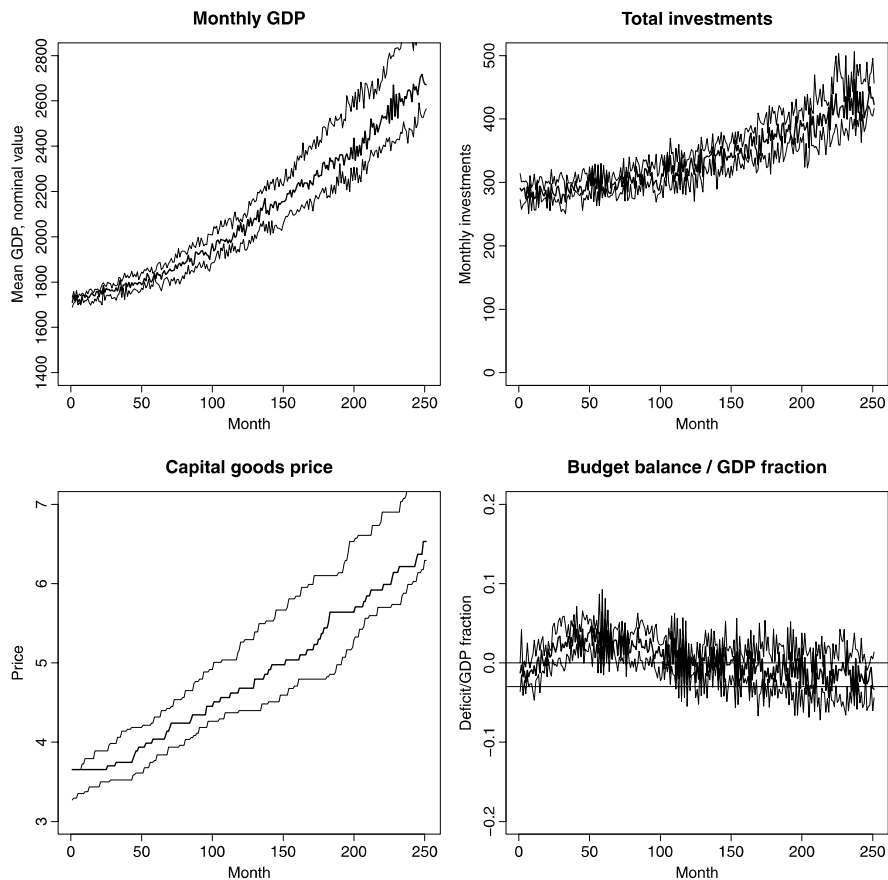 Monthly GDP
Mean GDP, nominal value
2800
2600
2400
2200
2000
1800
1600
1400
0 50 100 150 200 250
Month
Total investments
Monthly investments
500
400
300
200
100
0
0 50 100 150 200 250
Month
Capital goods price
Price
7
6
5
4
3
0 50 100 150 200 250
Month
Budget balance / GDP fraction
Deficit/GDP fraction
0.2
0.1
0.0
−0.1
−0.2
0 50 100 150 200 250
Month